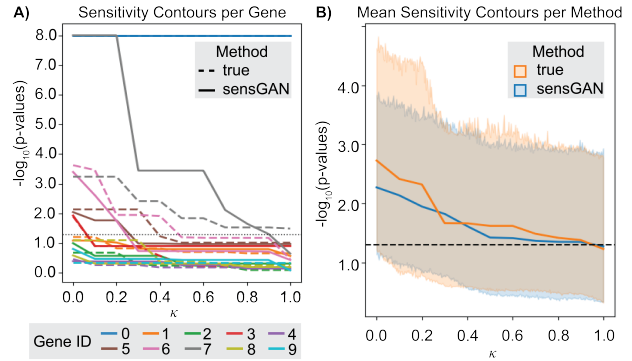 A) Sensitivity Contours per Gene
8.0
7.0
6.0
5.0
4.0
3.0
2.0
1.0
0.0
-log10(p-values)
Method
true
sensGAN
0.0 0.2 0.4 0.6 0.8 1.0
κ
Gene ID
0 1 2 3 4
5 6 7 8 9
B) Mean Sensitivity Contours per Method
4.0
3.0
2.0
1.0
-log10(p-values)
Method
true
sensGAN
0.0 0.2 0.4 0.6 0.8 1.0
κ